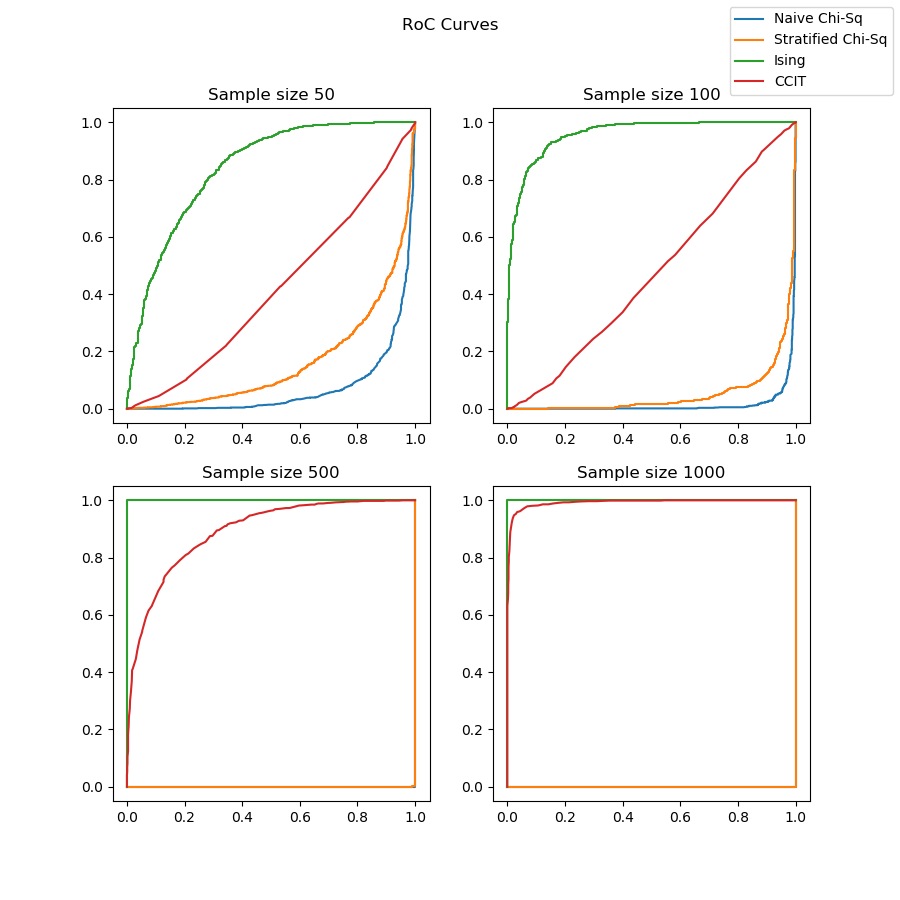 RoC Curves
Naive Chi-Sq
Stratified Chi-Sq
Ising
CCIT
Sample size 50
1.0
0.8
0.6
0.4
0.2
0.0
0.0 0.2 0.4 0.6 0.8 1.0
Sample size 100
1.0
0.8
0.6
0.4
0.2
0.0
0.0 0.2 0.4 0.6 0.8 1.0
Sample size 500
1.0
0.8
0.6
0.4
0.2
0.0
0.0 0.2 0.4 0.6 0.8 1.0
Sample size 1000
1.0
0.8
0.6
0.4
0.2
0.0
0.0 0.2 0.4 0.6 0.8 1.0